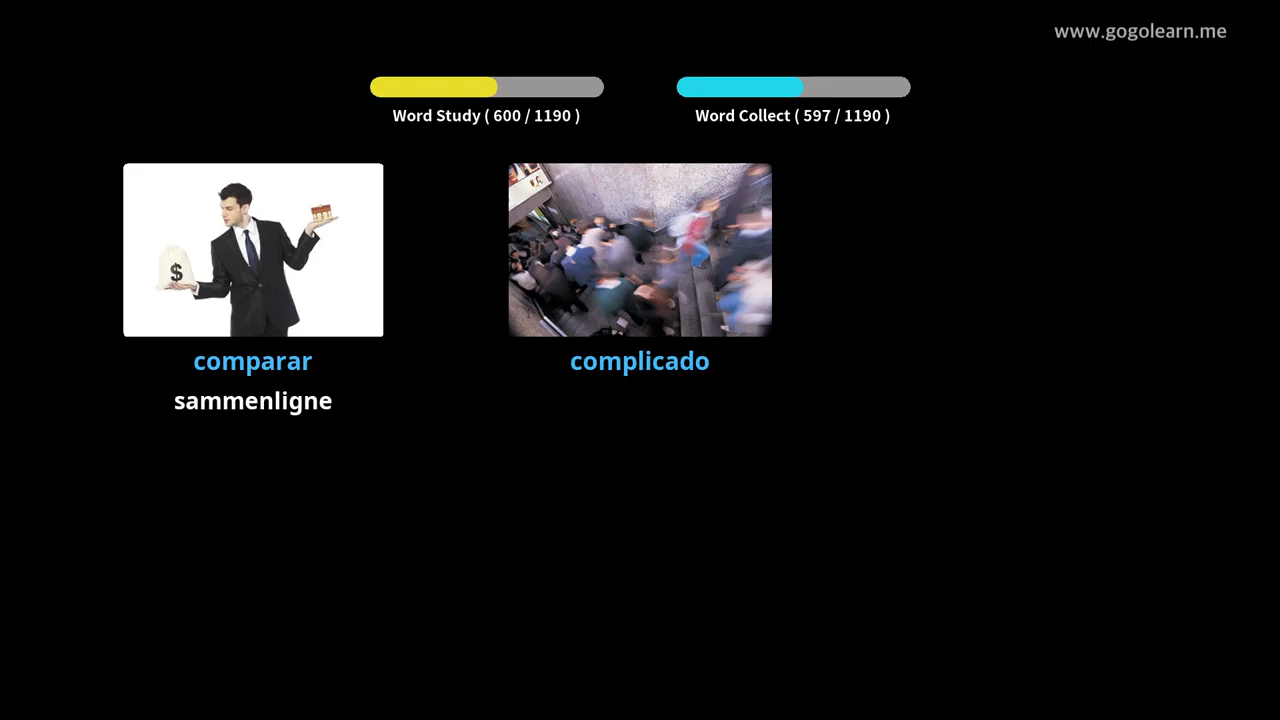 www.gogolearn.me
Word Study ( 600 / 1190 )
Word Collect ( 597 / 1190 )
$
comparar
complicado
sammenligne